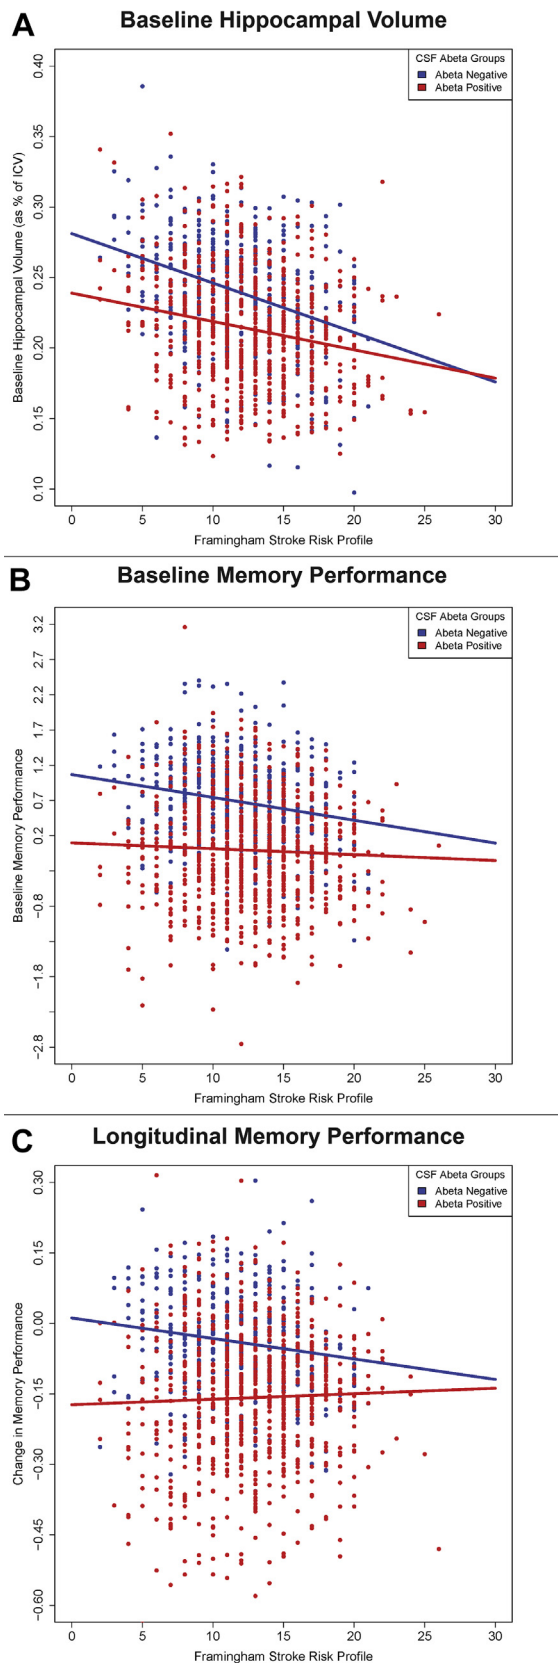 A
Baseline Hippocampal Volume
CSF Abeta Groups
Abeta Negative
Abeta Positive
Baseline Hippocampal Volume (as % of ICV)
0.40
0.35
0.30
0.25
0.20
0.15
0.10
0 5 10 15 20 25 30
Framingham Stroke Risk Profile
B
Baseline Memory Performance
CSF Abeta Groups
Abeta Negative
Abeta Positive
Baseline Memory Performance
3.2
2.7
2.2
1.7
1.2
0.7
0.2
−0.8
−1.8
−2.8
0 5 10 15 20 25 30
Framingham Stroke Risk Profile
C
Longitudinal Memory Performance
CSF Abeta Groups
Abeta Negative
Abeta Positive
Change in Memory Performance
0.30
0.15
0.00
−0.15
−0.30
−0.45
−0.60
0 5 10 15 20 25 30
Framingham Stroke Risk Profile